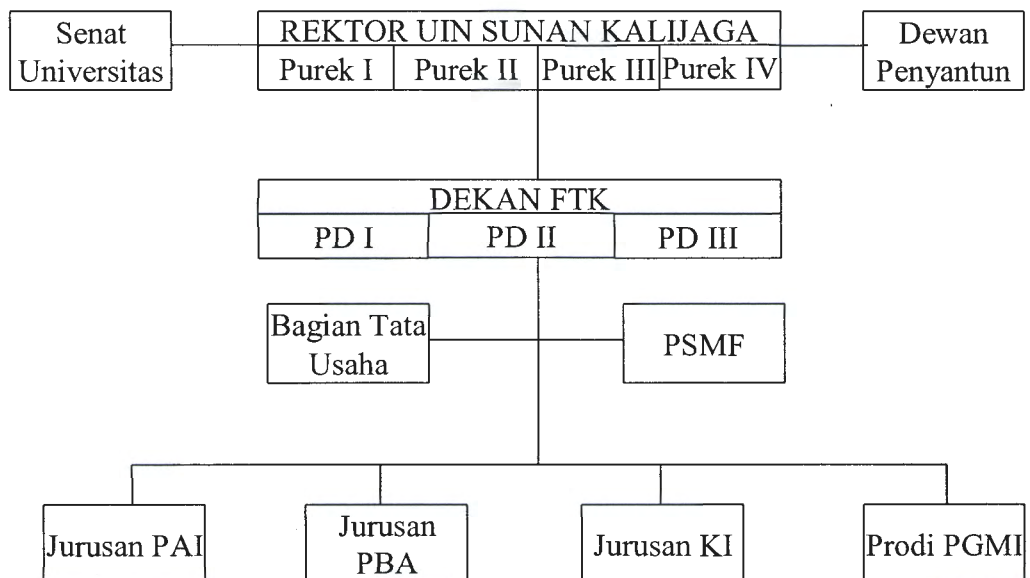 Senat
Universitas
REKTOR UIN SUNAN KALIJAGA
Purek I
Purek II
Purek III
Purek IV
Dewan
Penyantun
DEKAN FTK
PD I
PD II
PD III
Bagian Tata
Usaha
PSMF
Jurusan PAI
Jurusan
PBA
Jurusan KI
Prodi PGMI